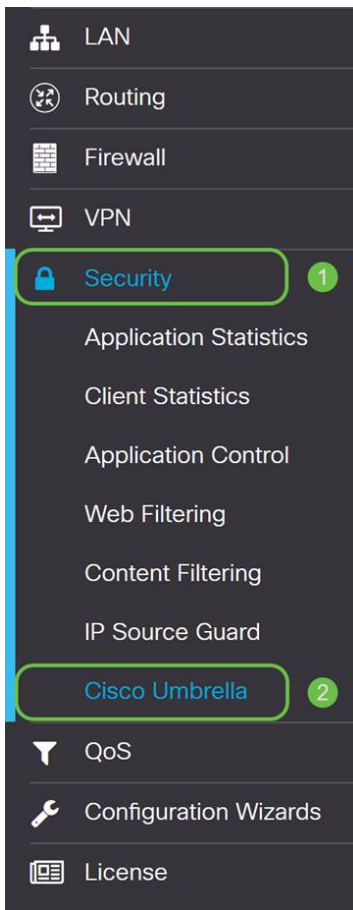 LAN
Routing
Firewall
VPN
Security 1
Application Statistics
Client Statistics
Application Control
Web Filtering
Content Filtering
IP Source Guard
Cisco Umbrella 2
QoS
Configuration Wizards
License